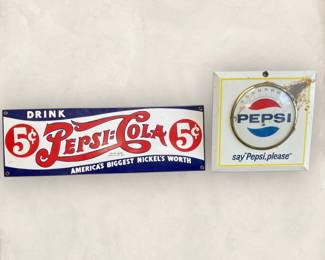 DRINK
5¢ PEPSI:COLA 5¢
AMERICA'S BIGGEST NICKEL'S WORTH
PEPSI
say "Pepsi, please"